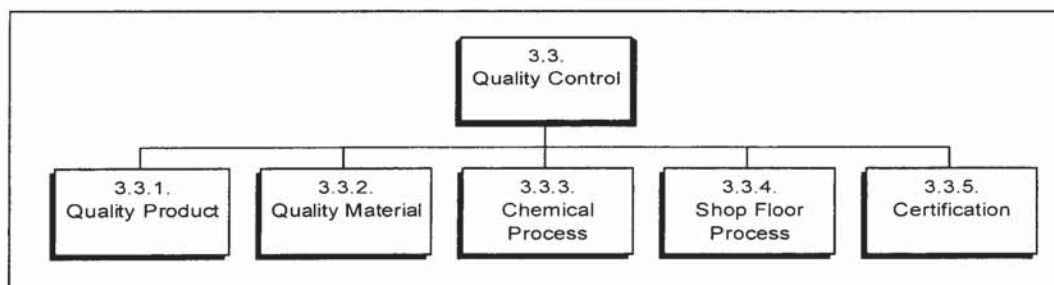 3.3.
Quality Control
3.3.1.
Quality Product
3.3.2.
Quality Material
3.3.3.
Chemical
Process
3.3.4.
Shop Floor
Process
3.3.5.
Certification